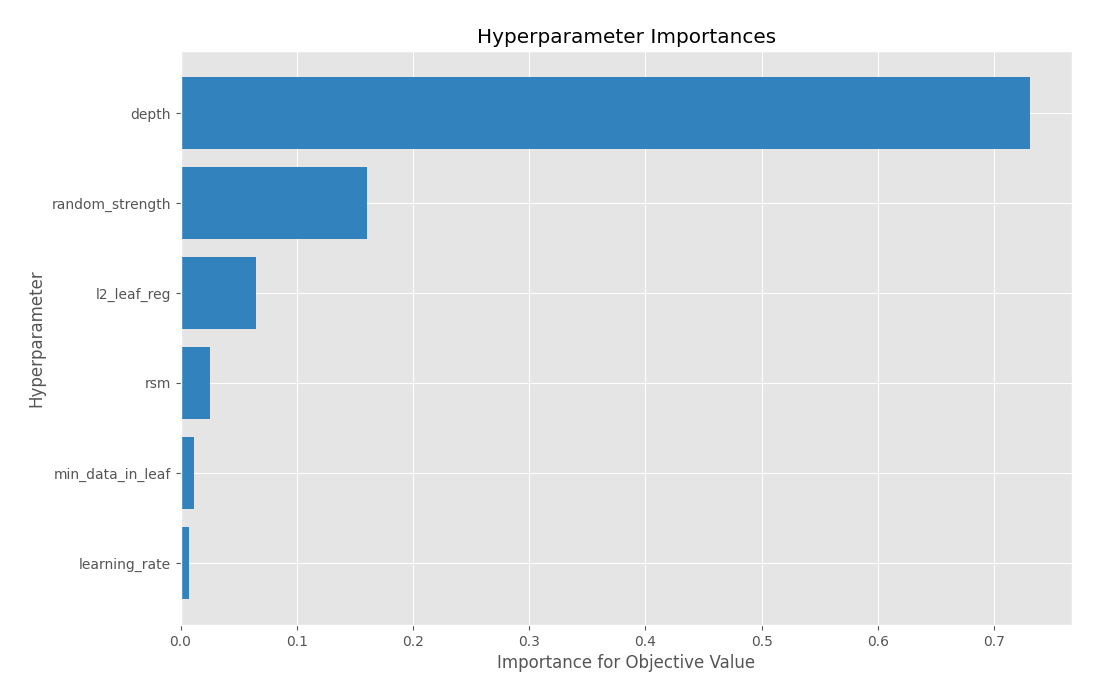 Hyperparameter Importances
depth
random_strength
l2_leaf_reg
rsm
min_data_in_leaf
learning_rate
Hyperparameter
0.0 0.1 0.2 0.3 0.4 0.5 0.6 0.7
Importance for Objective Value